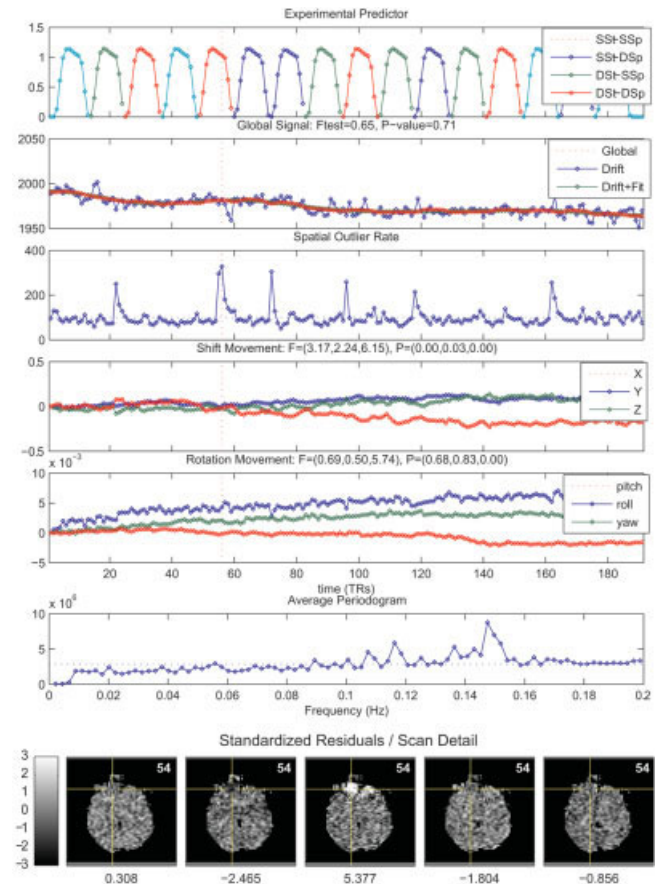 Experimental Predictor
1.5
1
0.5
0
SSt-SSp
SSt-DSp
DSt-SSp
DSt-DSp
Global Signal: Ftest=0.65, P-value=0.71
2050
2000
1950
Global
Drift
Drift+Fit
Spatial Outlier Rate
400
200
0
Shift Movement: F=(3.17,2.24,6.15), P=(0.00,0.03,0.00)
0.5
0
-0.5
X
Y
Z
Rotation Movement: F=(0.69,0.50,5.74), P=(0.68,0.83,0.00)
x 10-3
10
5
0
-5
pitch
roll
yaw
20 40 60 80 100 120 140 160 180
time (TRs)
Average Periodogram
x 106
10
5
0
0 0.02 0.04 0.06 0.08 0.1 0.12 0.14 0.16 0.18 0.2
Frequency (Hz)
Standardized Residuals / Scan Detail
3
2
1
0
-1
-2
-3
54 54 54 54 54
0.308 -2.465 5.377 -1.804 -0.856